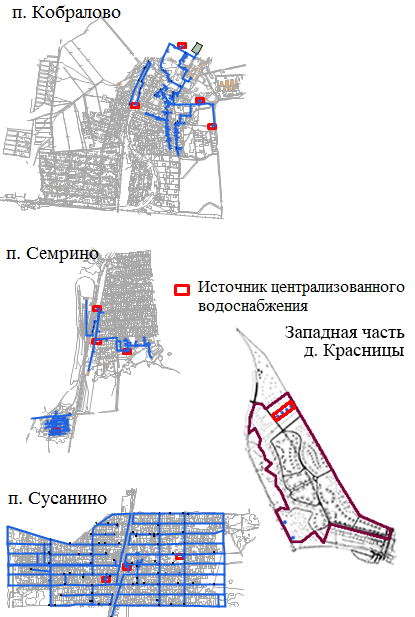 п. Кобралово
п. Семрино
Источник централизованного
водоснабжения
Западная часть
д. Красницы
п. Сусанино